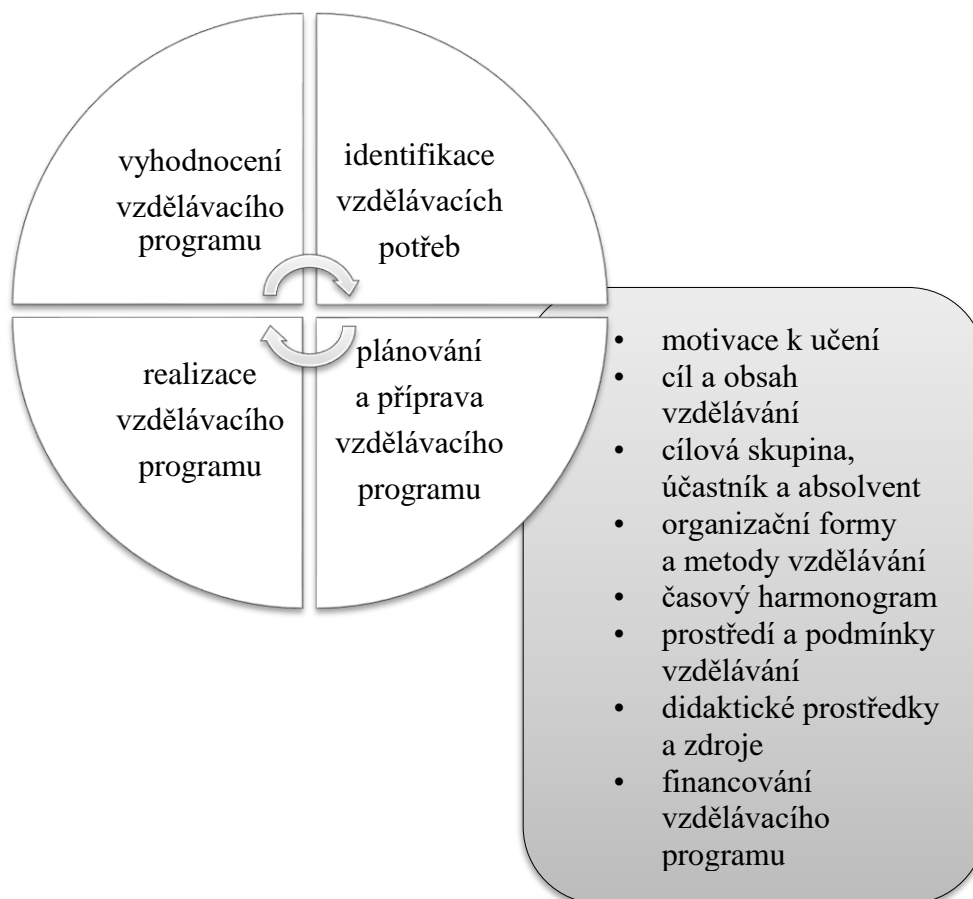 vyhodnocení
vzdělávacího
programu
identifikace
vzdělávacích
potřeb
realizace
vzdělávacího
programu
plánování
a příprava
vzdělávacího
programu
• motivace k učení
• cíl a obsah
vzdělávání
• cílová skupina,
účastník a absolvent
• organizační formy
a metody vzdělávání
• časový harmonogram
• prostředí a podmínky
vzdělávání
• didaktické prostředky
a zdroje
• financování
vzdělávacího
programu